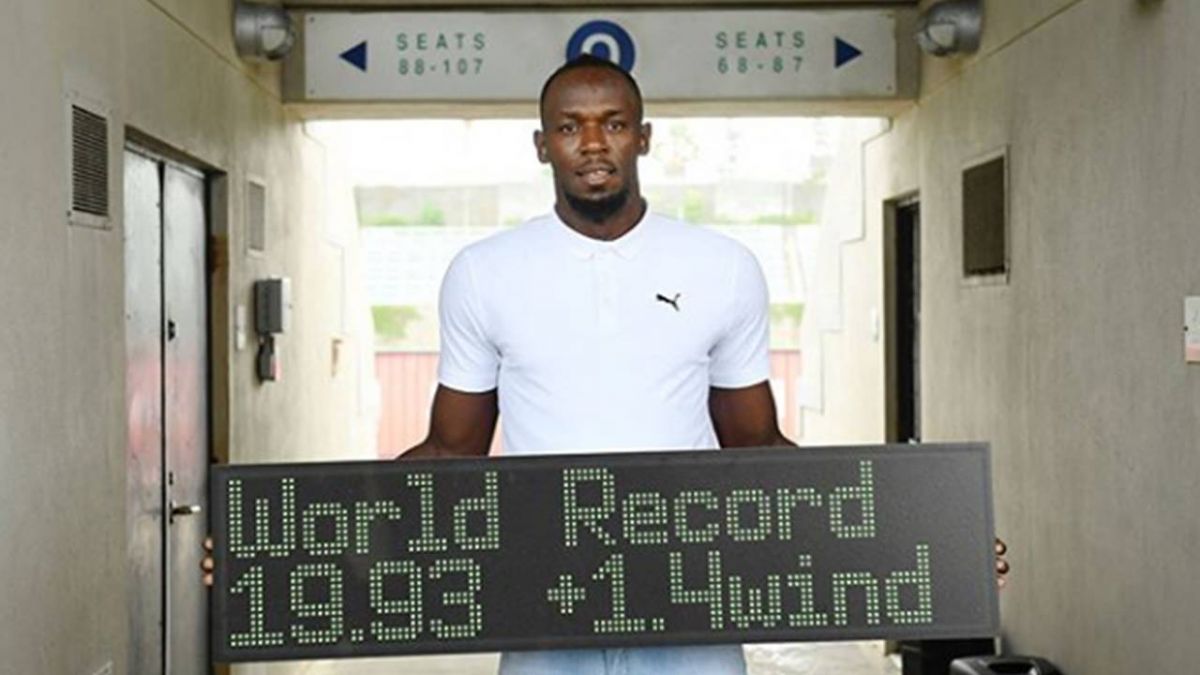 SEATS
88-107
SEATS
68-87
World Record
19.93 +1.4wind